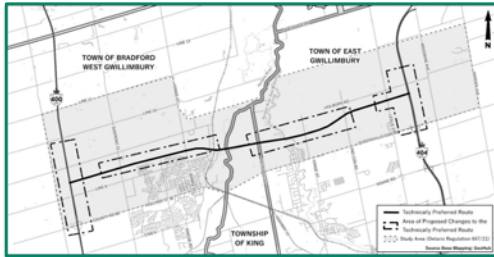 TOWN OF BRADFORD
WEST GWILLIMBURY
TOWN OF EAST
GWILLIMBURY
N
400
404
TOWNSHIP
OF KING
Technically Preferred Route
Area of Proposed Changes to the
Technically Preferred Route
Study Area (Ontario Regulation 697/21)
Source Base Mapping: GeoHub